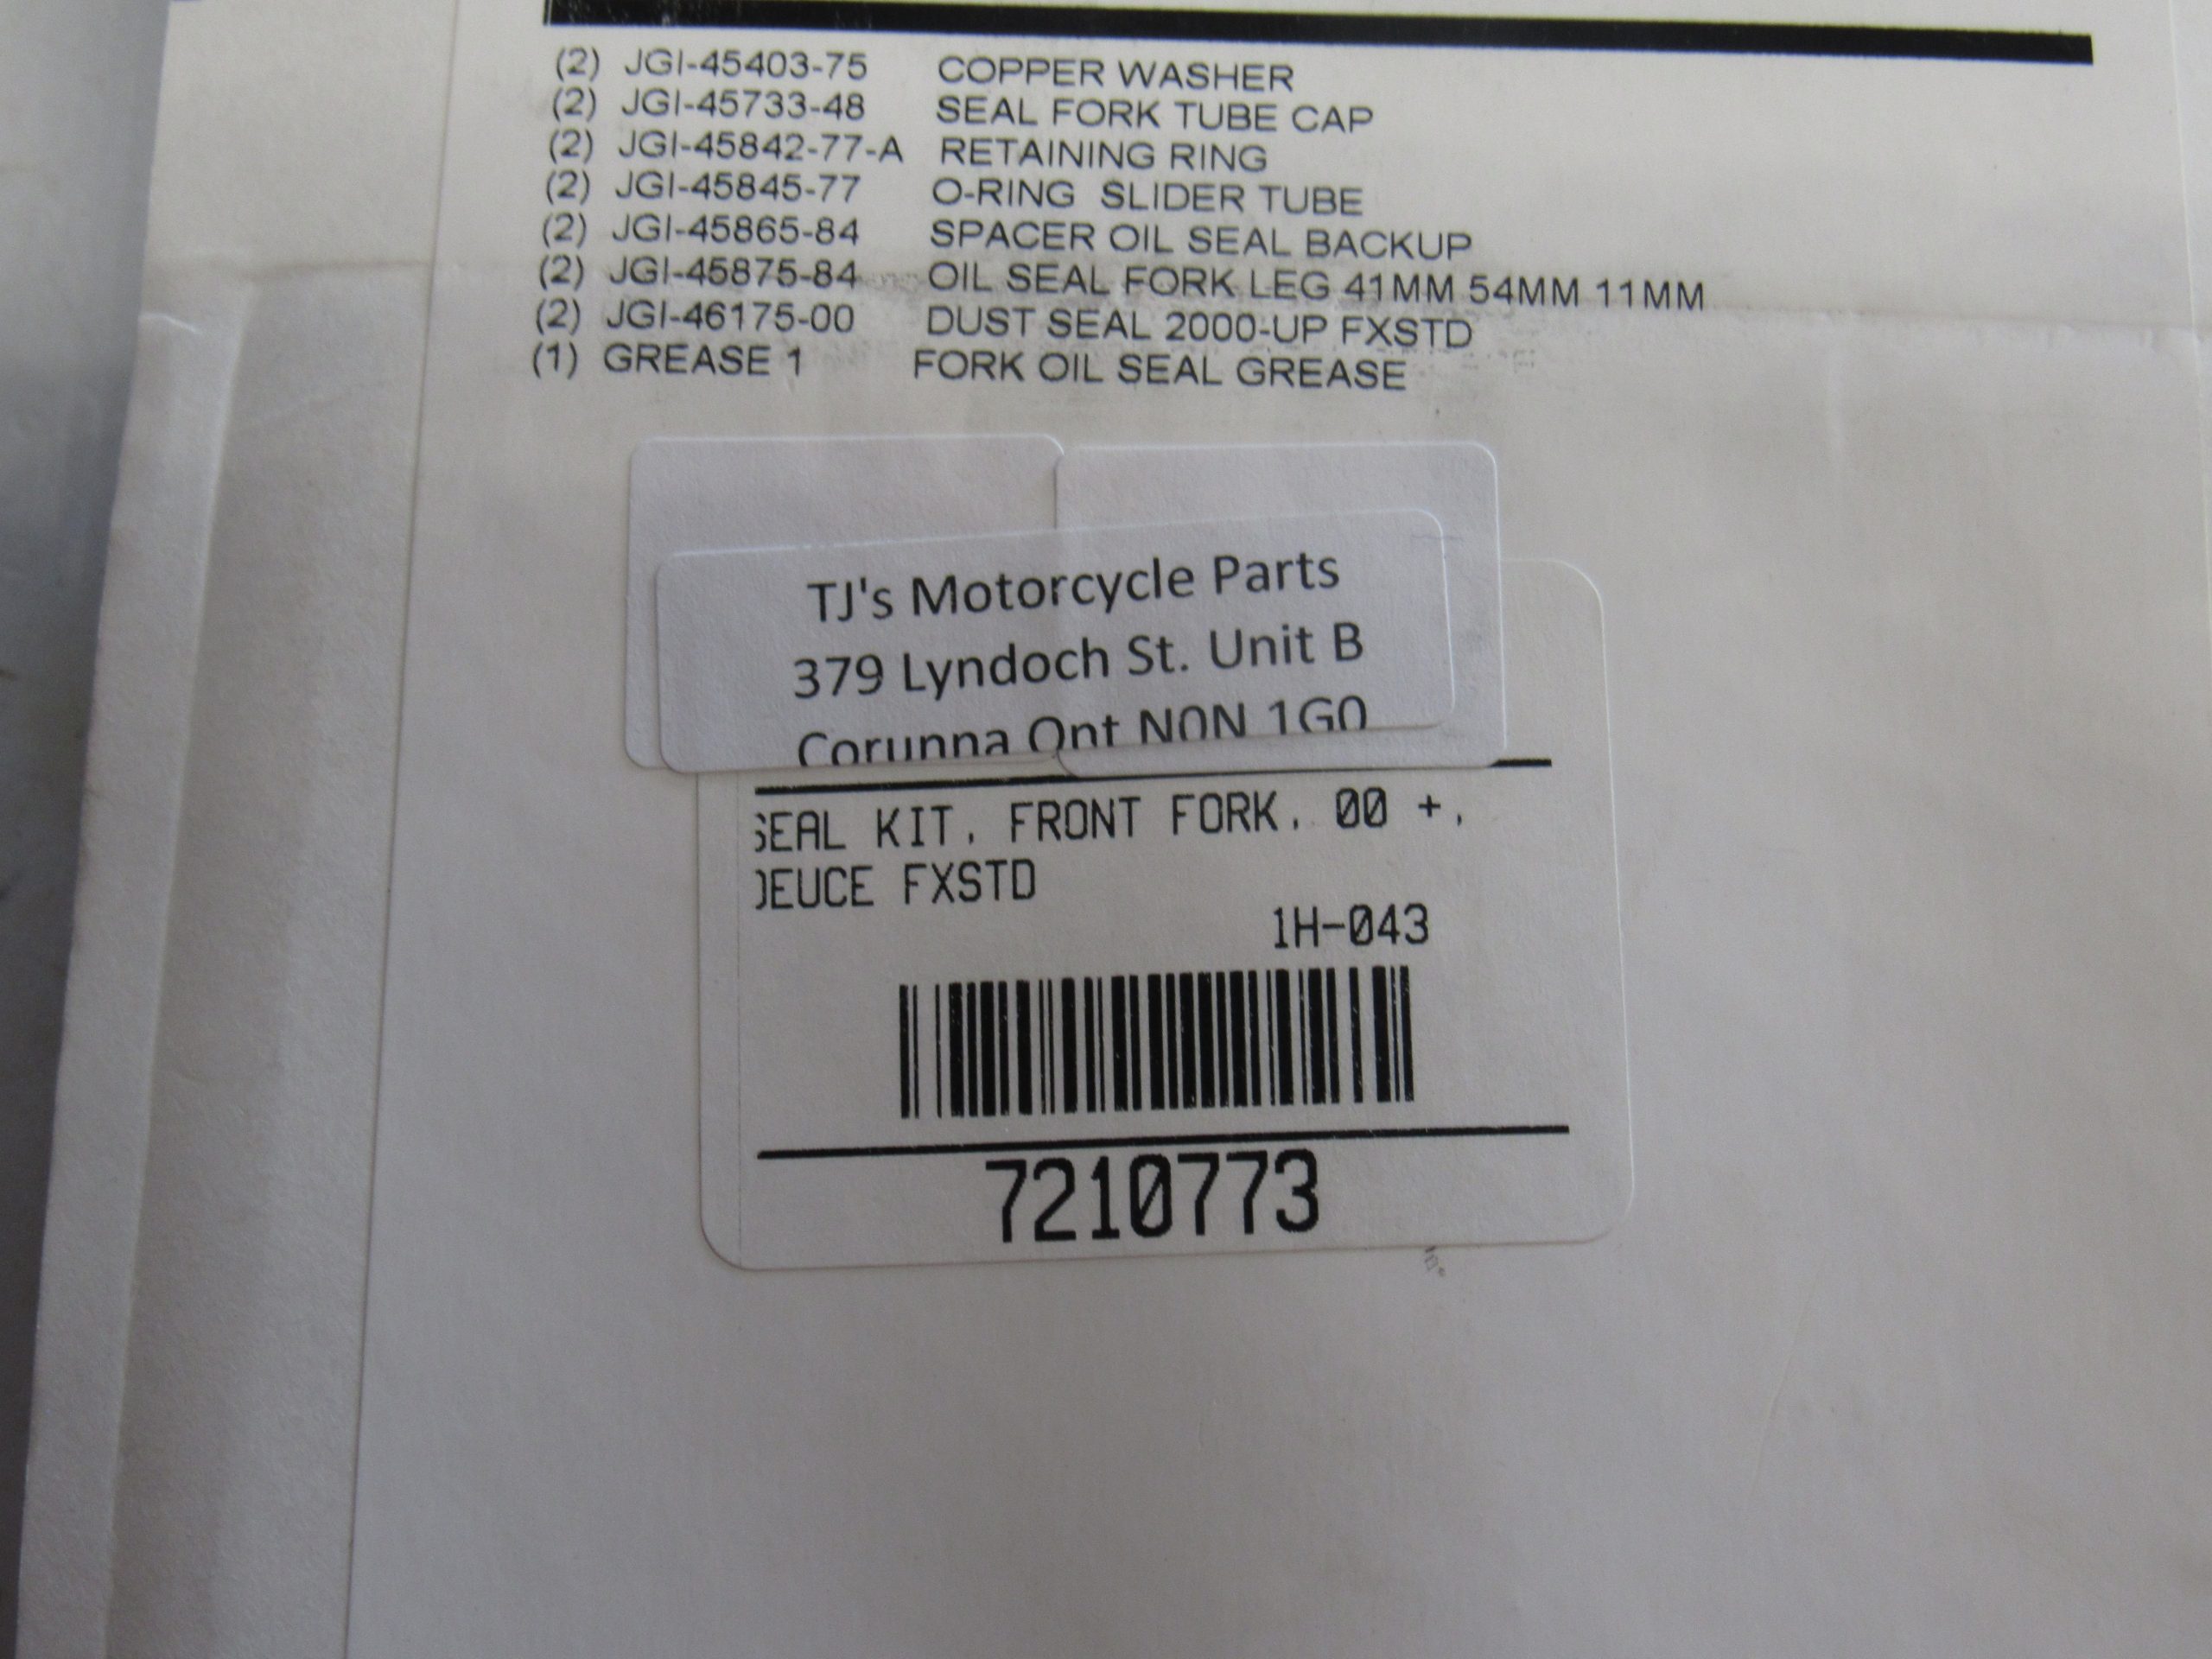 (2) JGI-45403-75 COPPER WASHER
(2) JGI-45733-48 SEAL FORK TUBE CAP
(2) JGI-45842-77-A RETAINING RING
(2) JGI-45845-77 O-RING SLIDER TUBE
(2) JGI-45865-84 SPACER OIL SEAL BACKUP
(2) JGI-45875-84 OIL SEAL FORK LEG 41MM 54MM 11MM
(2) JGI-46175-00 DUST SEAL 2000-UP FXSTD
(1) GREASE 1 FORK OIL SEAL GREASE
TJ's Motorcycle Parts
379 Lyndoch St. Unit B
Corunna Ont N0N 1G0
SEAL KIT, FRONT FORK, 00 +,
DEUCE FXSTD
1H-043
7210773